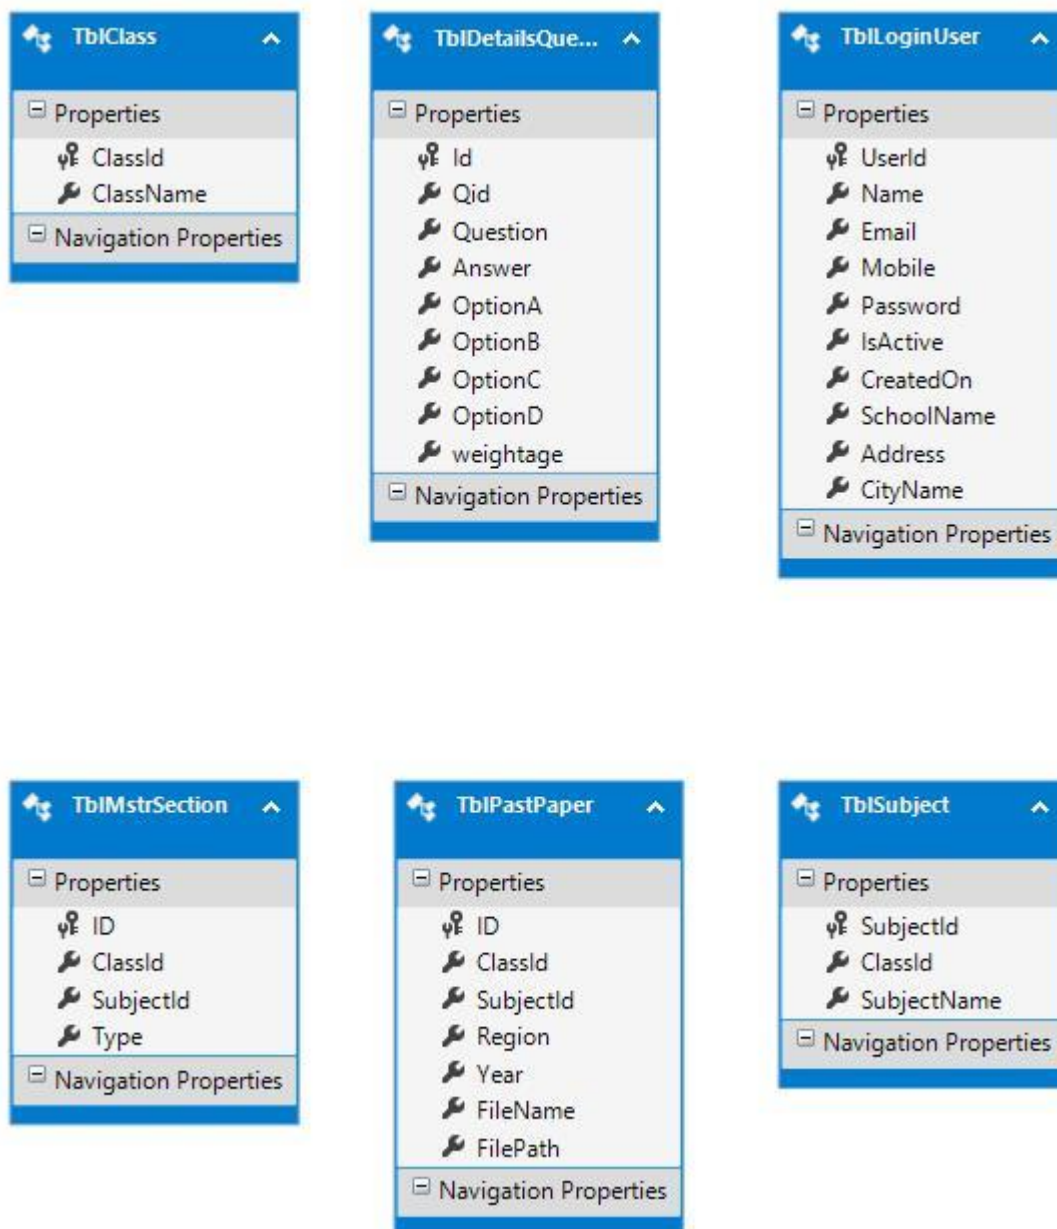 TblClass
Properties
ClassId
ClassName
Navigation Properties
TblDetailsQue...
Properties
Id
Qid
Question
Answer
OptionA
OptionB
OptionC
OptionD
weightage
Navigation Properties
TblLoginUser
Properties
UserId
Name
Email
Mobile
Password
IsActive
CreatedOn
SchoolName
Address
CityName
Navigation Properties
TblMstrSection
Properties
ID
ClassId
SubjectId
Type
Navigation Properties
TblPastPaper
Properties
ID
ClassId
SubjectId
Region
Year
FileName
FilePath
Navigation Properties
TblSubject
Properties
SubjectId
ClassId
SubjectName
Navigation Properties